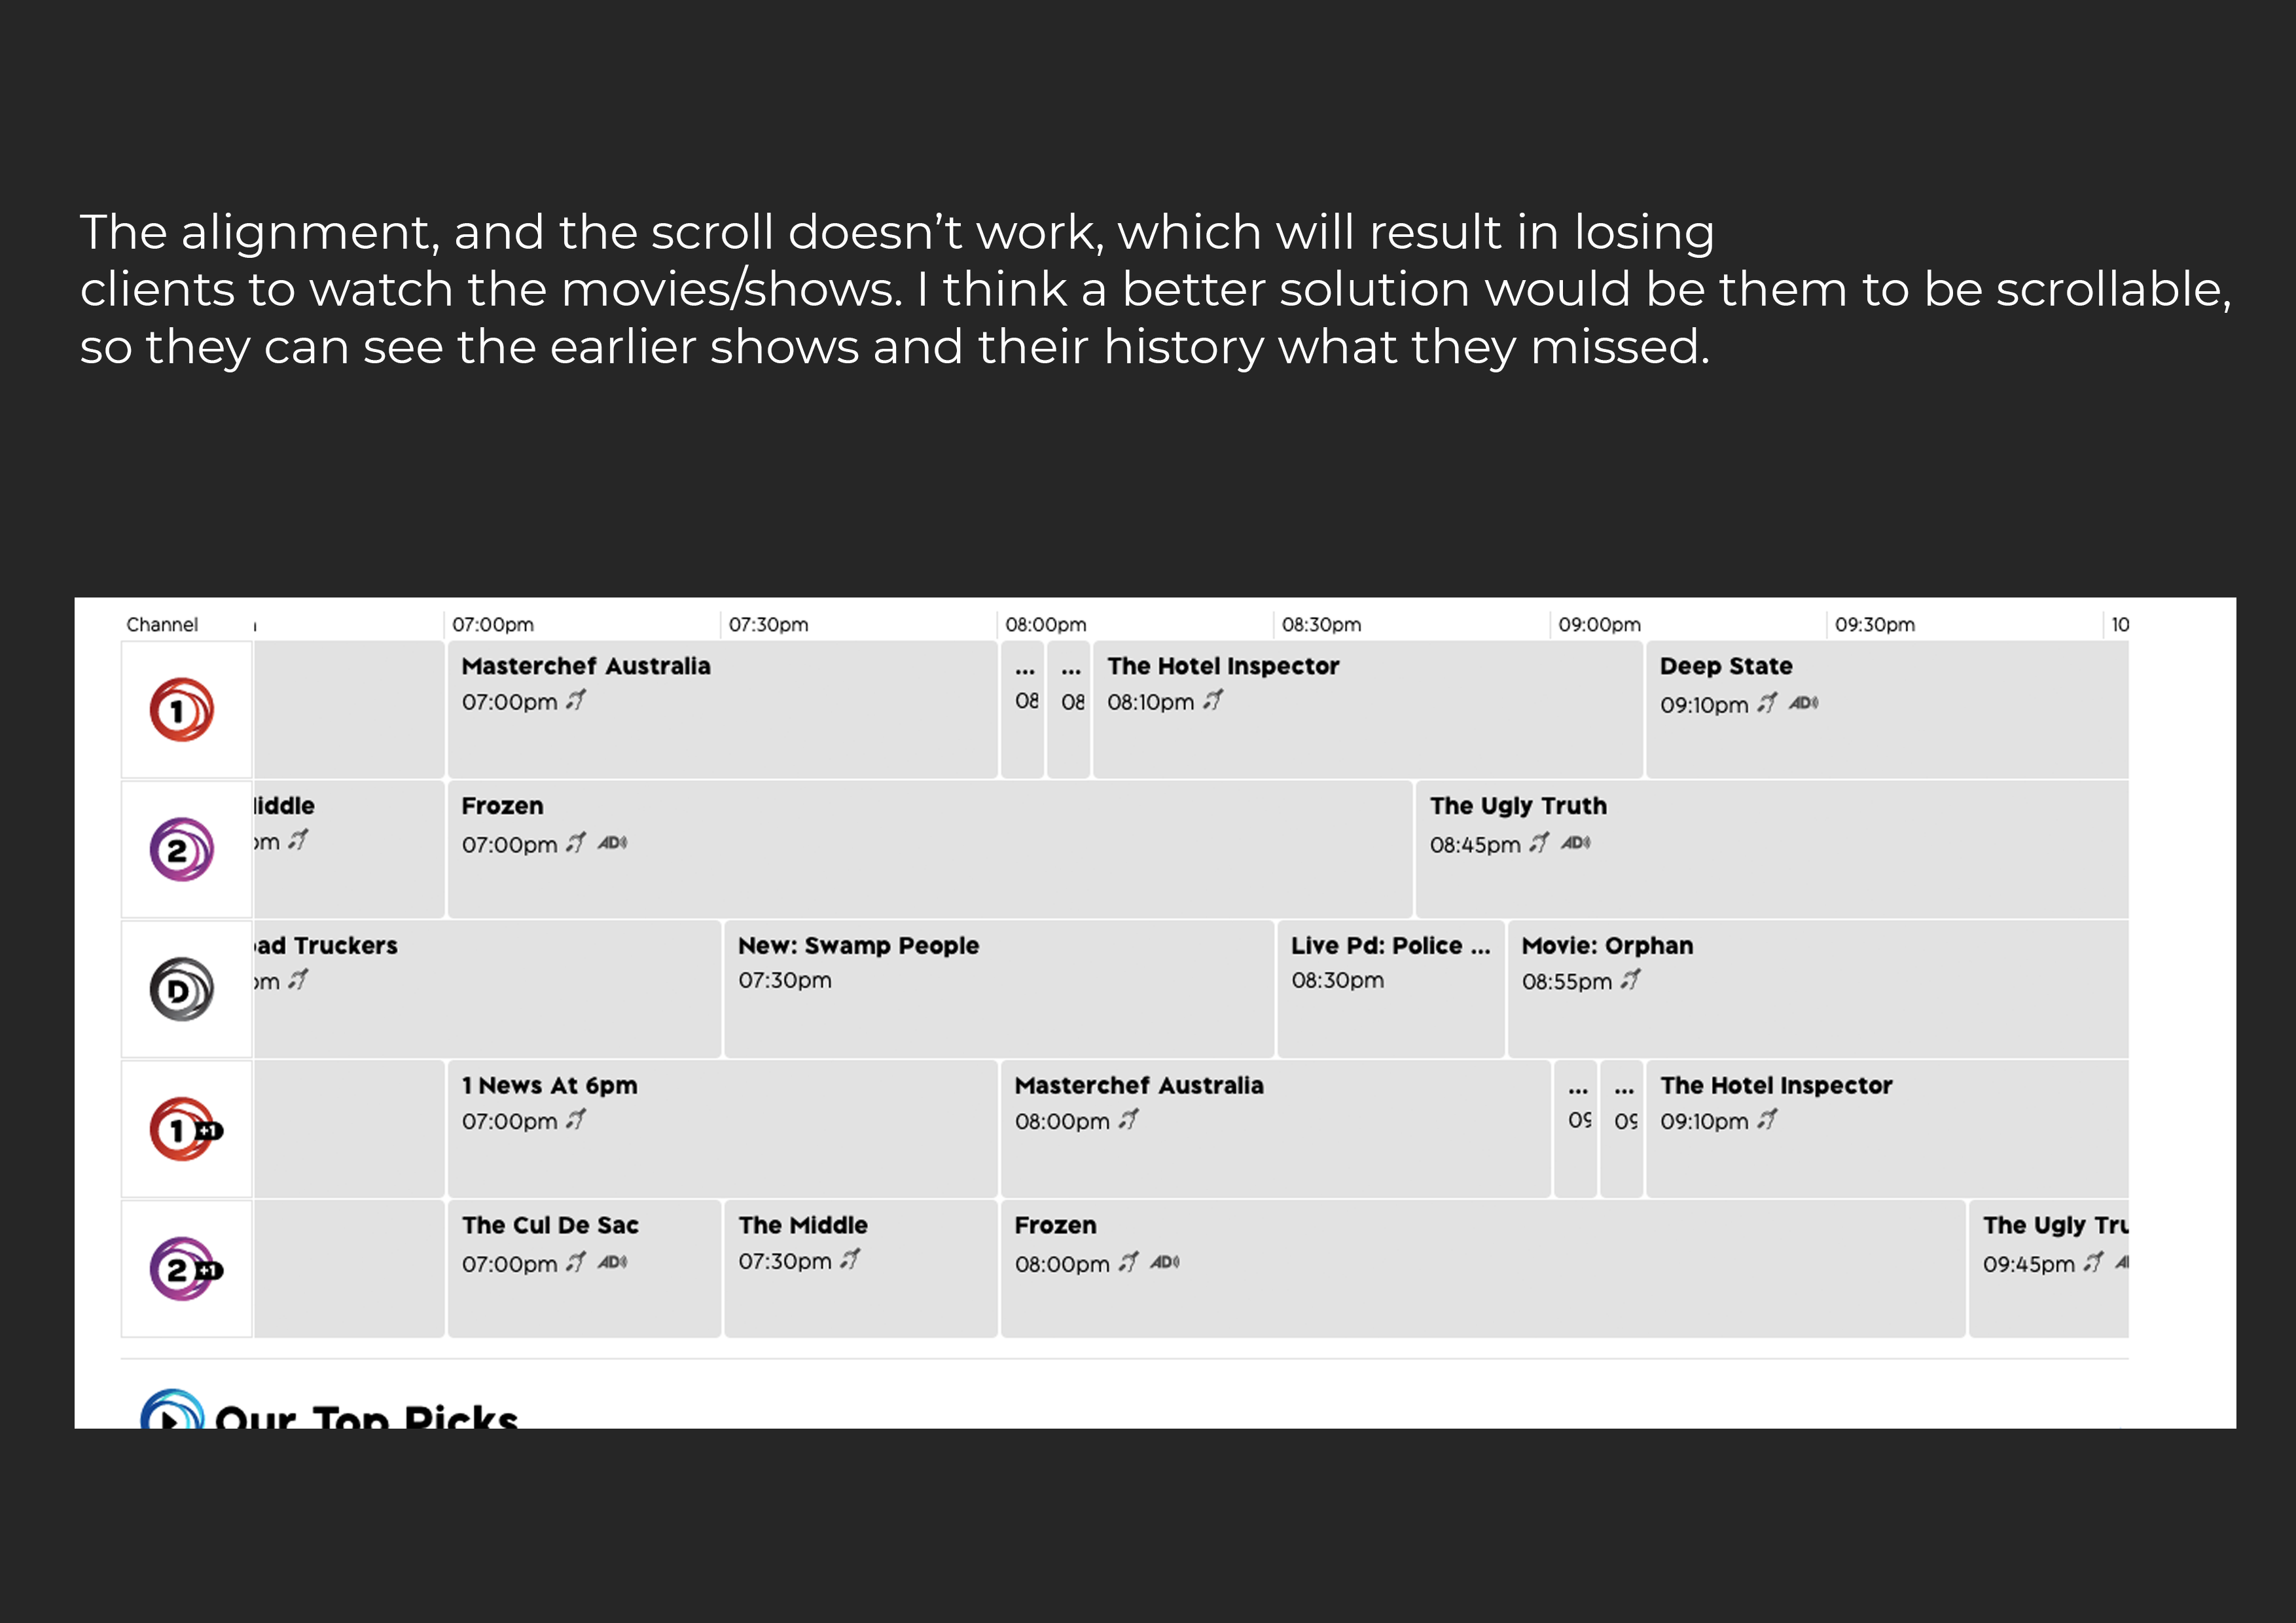 The alignment, and the scroll doesn’t work, which will result in losing
clients to watch the movies/shows. I think a better solution would be them to be scrollable,
so they can see the earlier shows and their history what they missed.
Channel 07:00pm 07:30pm 08:00pm 08:30pm 09:00pm 09:30pm 10
1
Masterchef Australia ... ... The Hotel Inspector Deep State
07:00pm 08 08 08:10pm 09:10pm AD
2
iddle Frozen The Ugly Truth
pm 07:00pm AD 08:45pm AD
D
oad Truckers New: Swamp People Live Pd: Police ... Movie: Orphan
pm 07:30pm 08:30pm 08:55pm
1 +1
1 News At 6pm Masterchef Australia ... ... The Hotel Inspector
07:00pm 08:00pm 09 09 09:10pm
2 +1
The Cul De Sac The Middle Frozen The Ugly Tru
07:00pm AD 07:30pm 08:00pm AD 09:45pm A
Our Top Picks